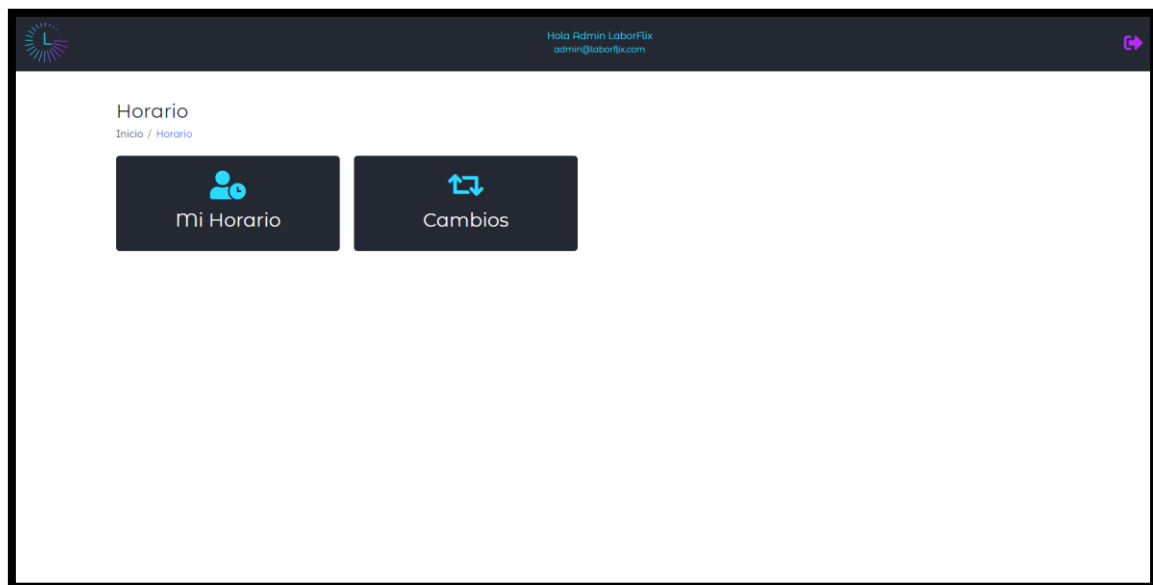 L
Hola Admin LaborFlix
admin@laborflix.com
Horario
Inicio / Horario
Mi Horario
Cambios